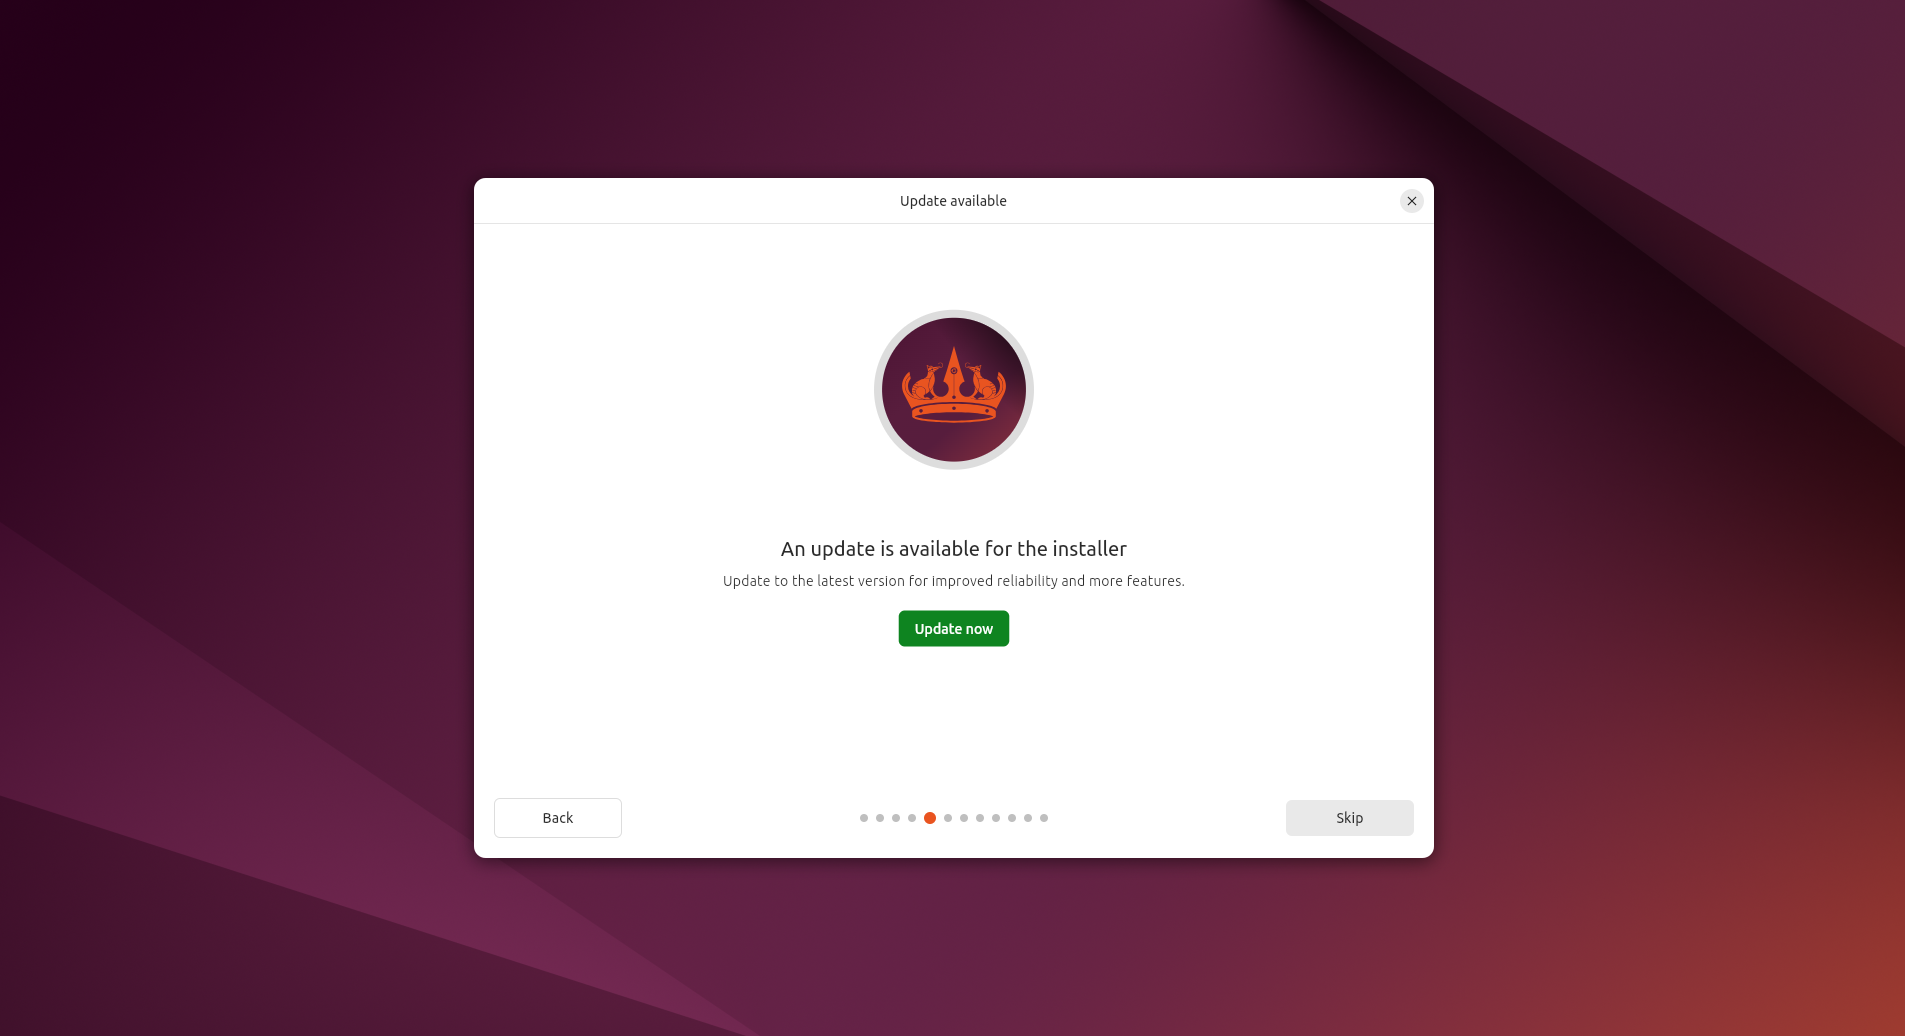 Update available
An update is available for the installer
Update to the latest version for improved reliability and more features.
Update now
Back
Skip